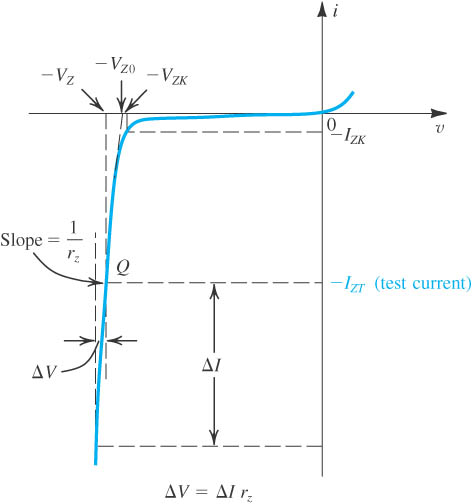 i
−V_Z0
−V_Z
−V_ZK
0
v
−I_ZK
Slope = 1/r_z
Q
−I_ZT (test current)
ΔV
ΔI
ΔV = ΔI r_z